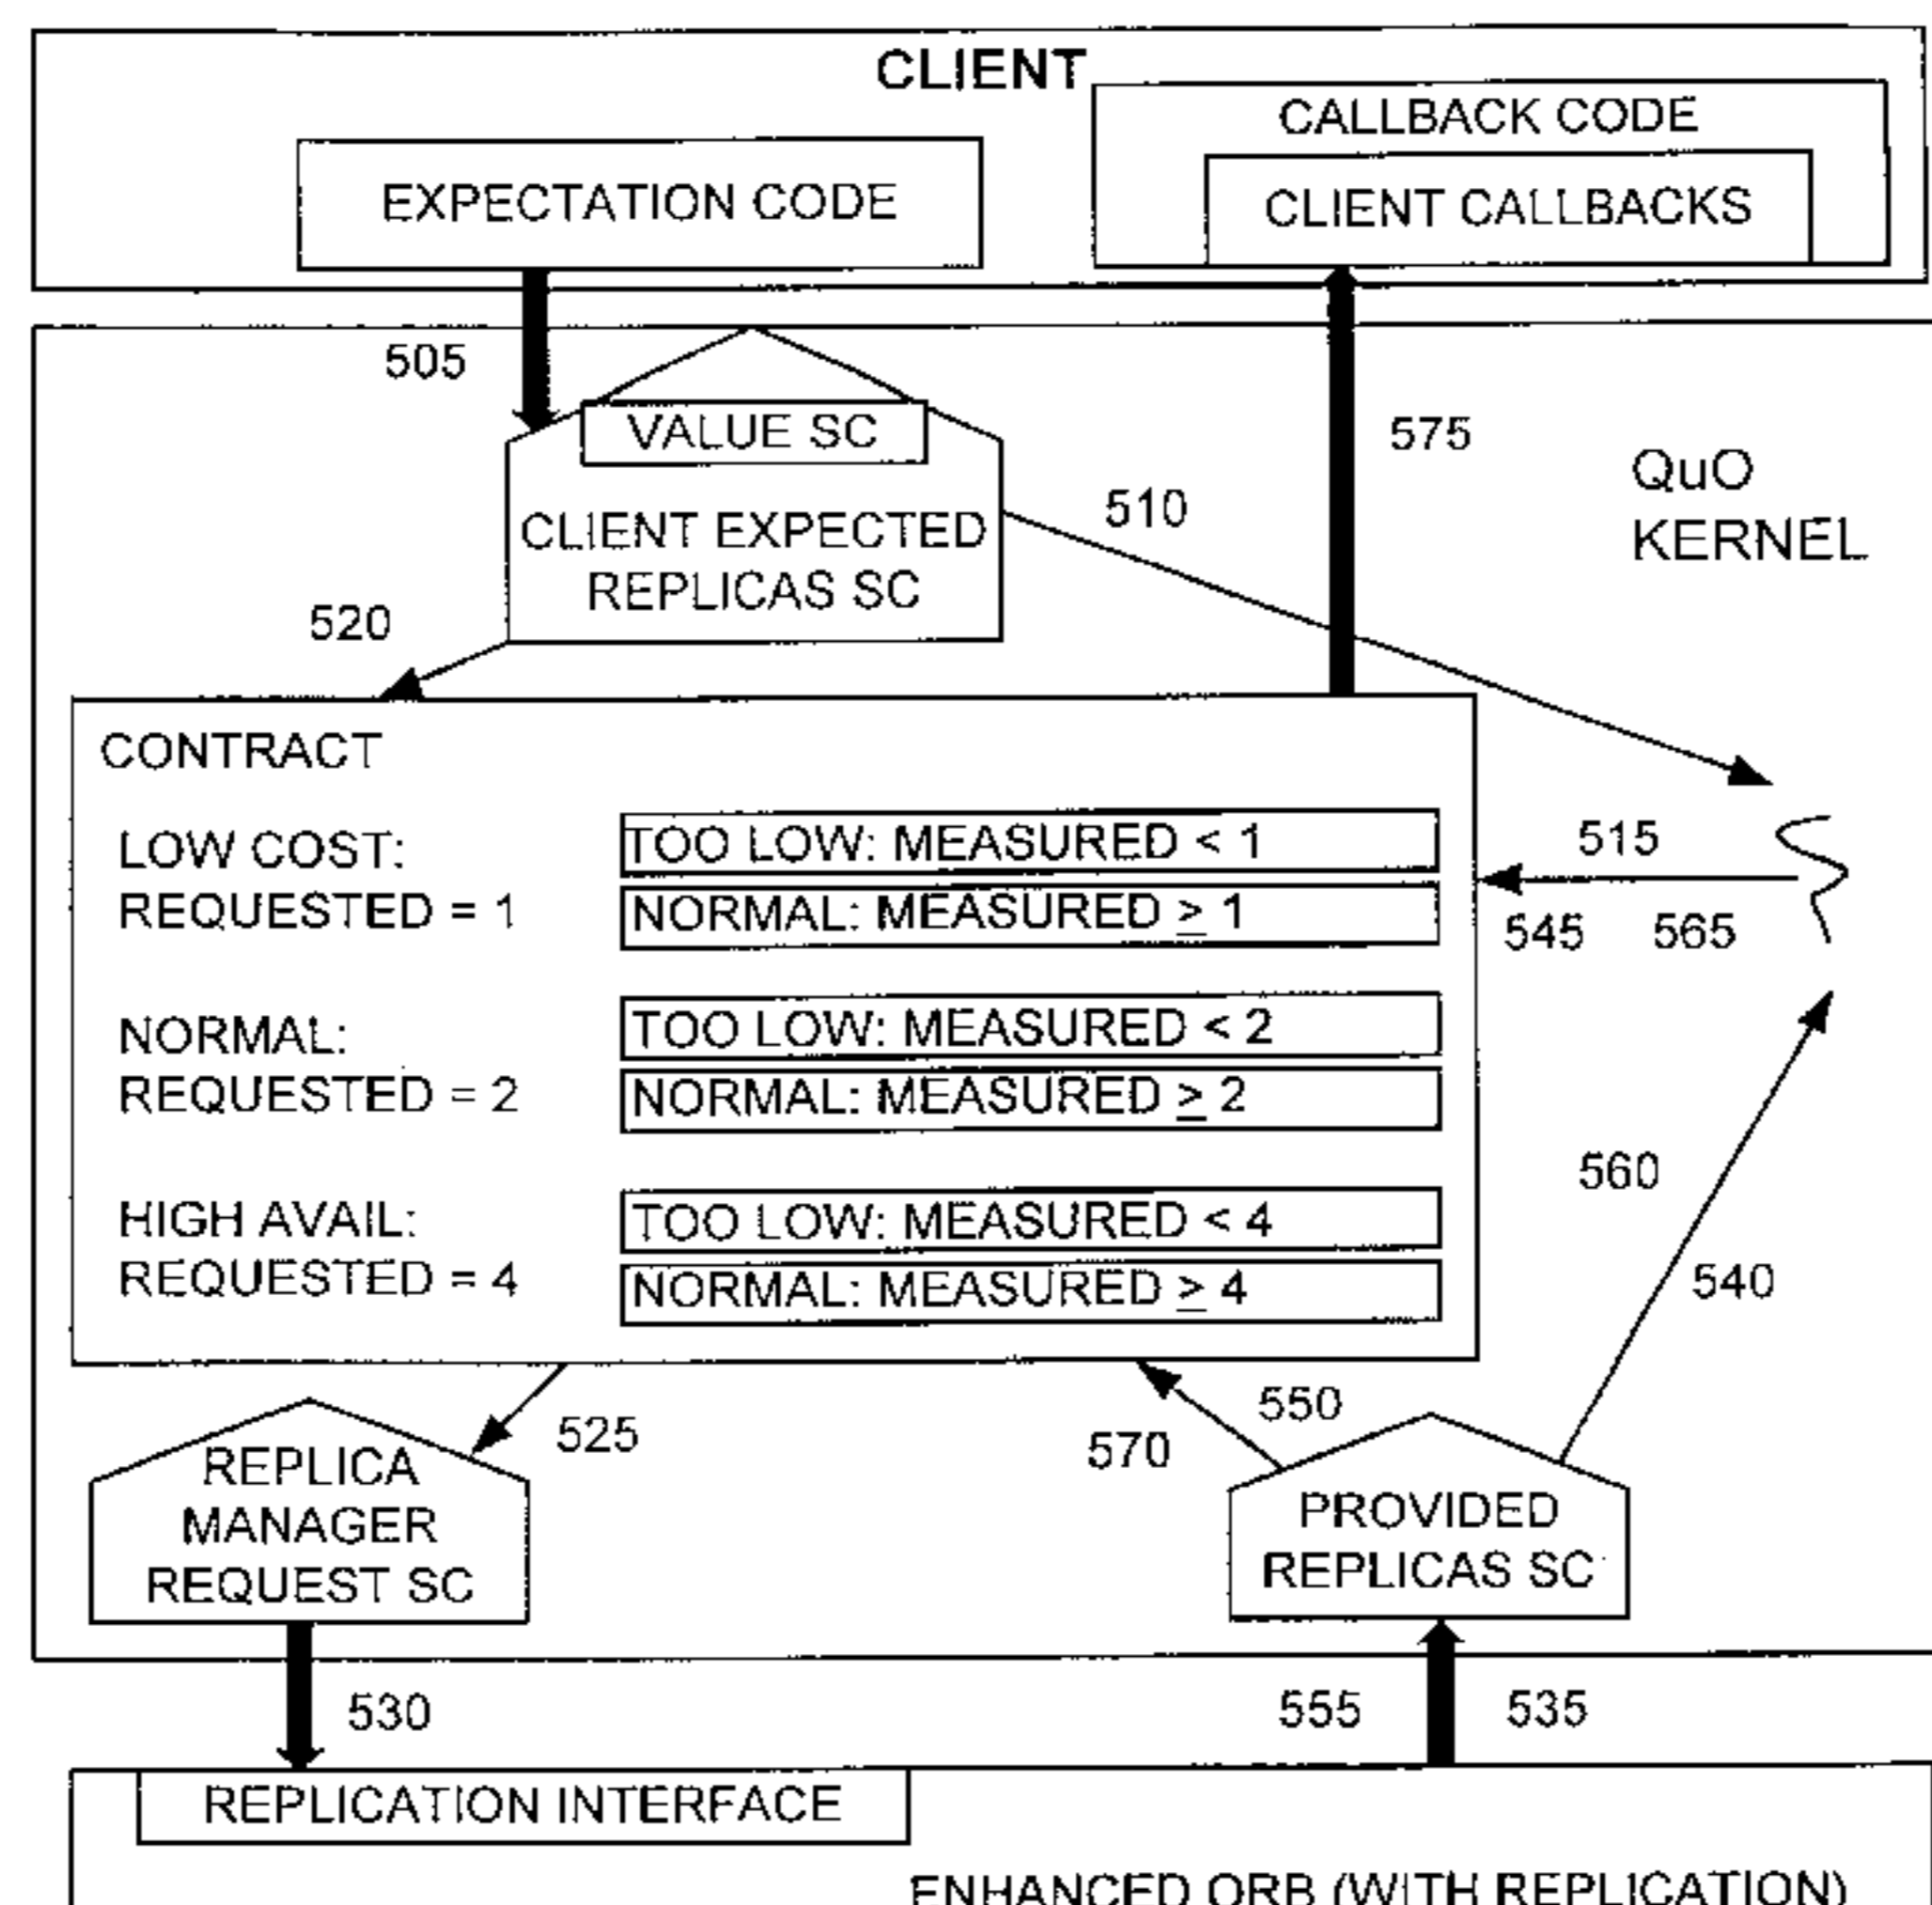 CLIENT
CALLBACK CODE
EXPECTATION CODE
CLIENT CALLBACKS
505
VALUE SC
575
QuO
KERNEL
510
CLIENT EXPECTED
REPLICAS SC
520
CONTRACT
LOW COST:
REQUESTED = 1
TOO LOW: MEASURED < 1
NORMAL: MEASURED ≥ 1
515
545 565
NORMAL:
REQUESTED = 2
TOO LOW: MEASURED < 2
NORMAL: MEASURED ≥ 2
560
HIGH AVAIL:
REQUESTED = 4
TOO LOW: MEASURED < 4
NORMAL: MEASURED ≥ 4
540
525
550
570
REPLICA
MANAGER
REQUEST SC
PROVIDED
REPLICAS SC
530
555
535
REPLICATION INTERFACE
ENHANCED ORB (WITH REPLICATION)